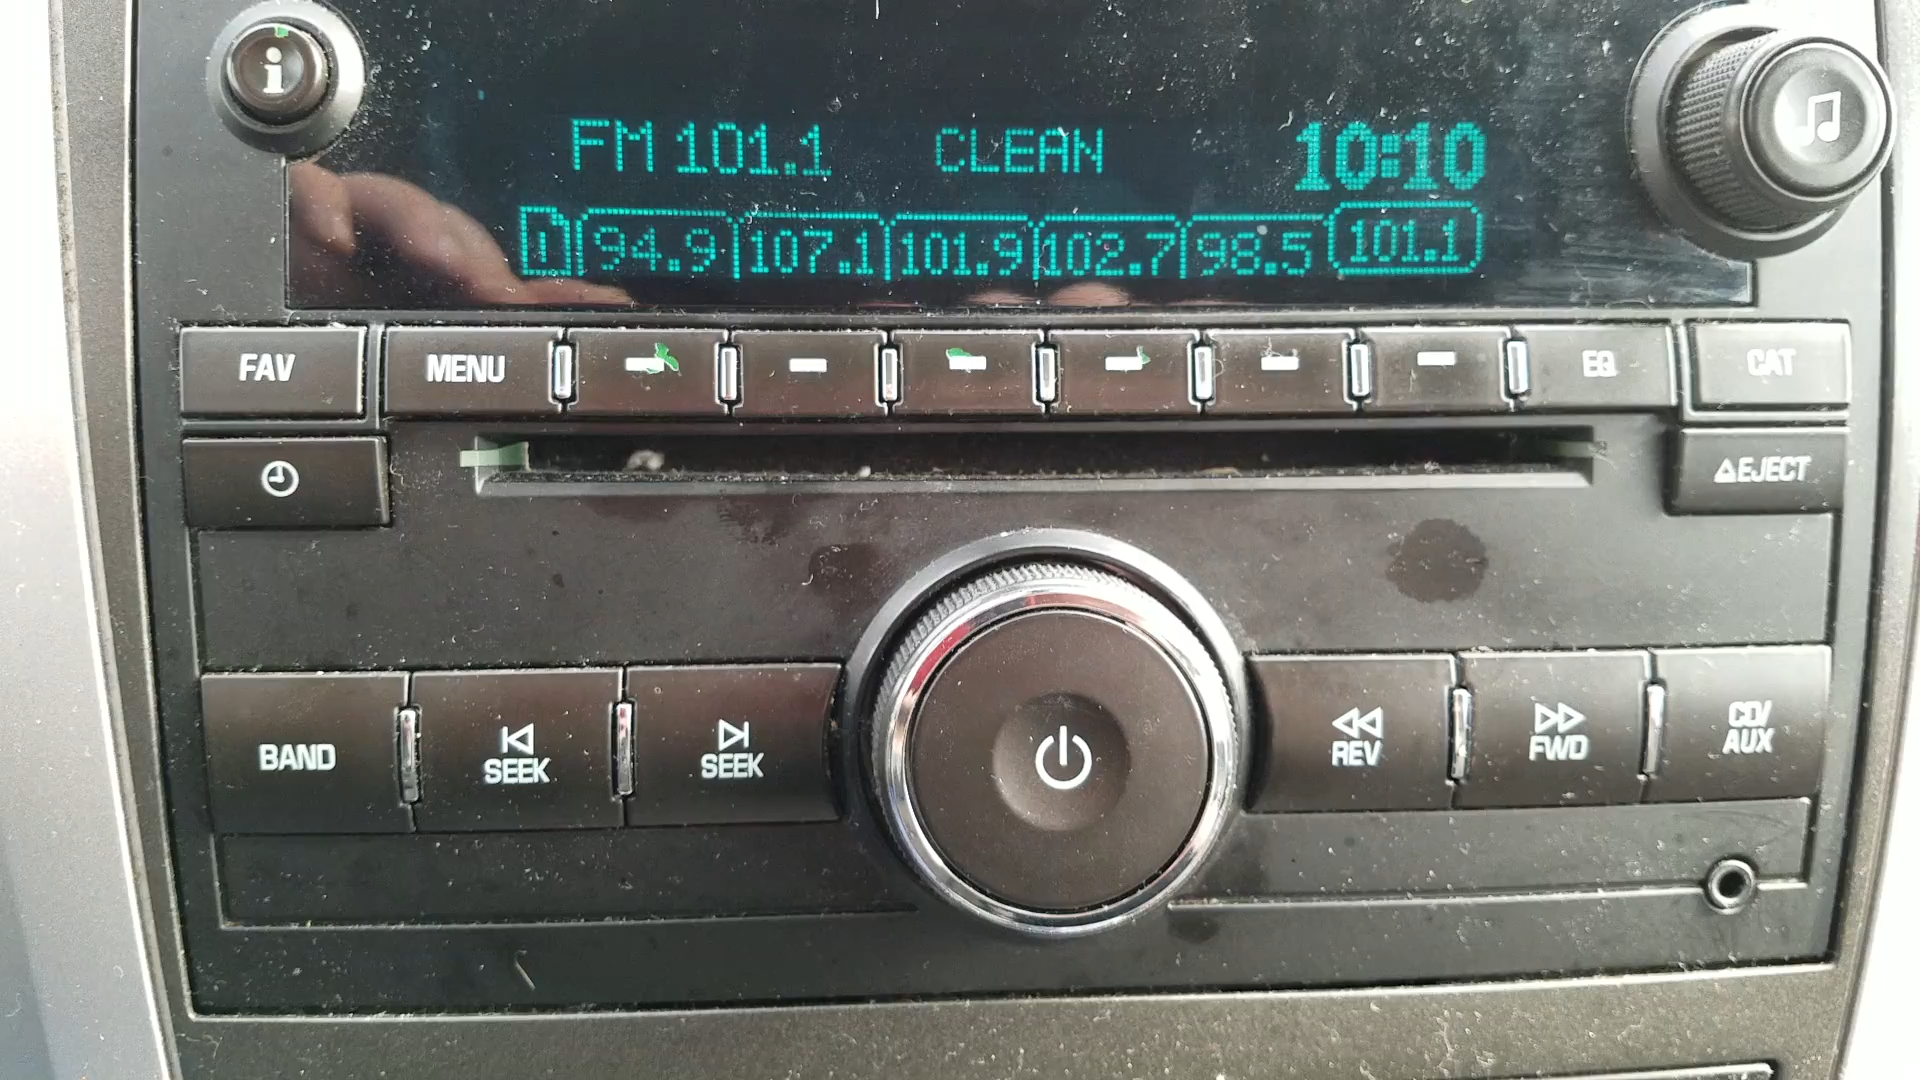 i
FM 101.1 CLEAN 10:10
1 94.9 107.1 101.9 102.7 98.5 101.1
FAV MENU EQ CAT
EJECT
BAND SEEK SEEK REV FWD CD/
AUX